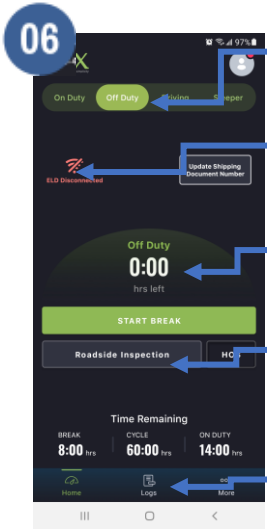 06
97%
On Duty Off Duty Driving Sleeper
ELD Disconnected
Update Shipping
Document Number
Off Duty
0:00
hrs left
START BREAK
Roadside Inspection
Time Remaining
BREAK CYCLE ON DUTY
8:00 hrs 60:00 hrs 14:00 hrs
Home Logs More